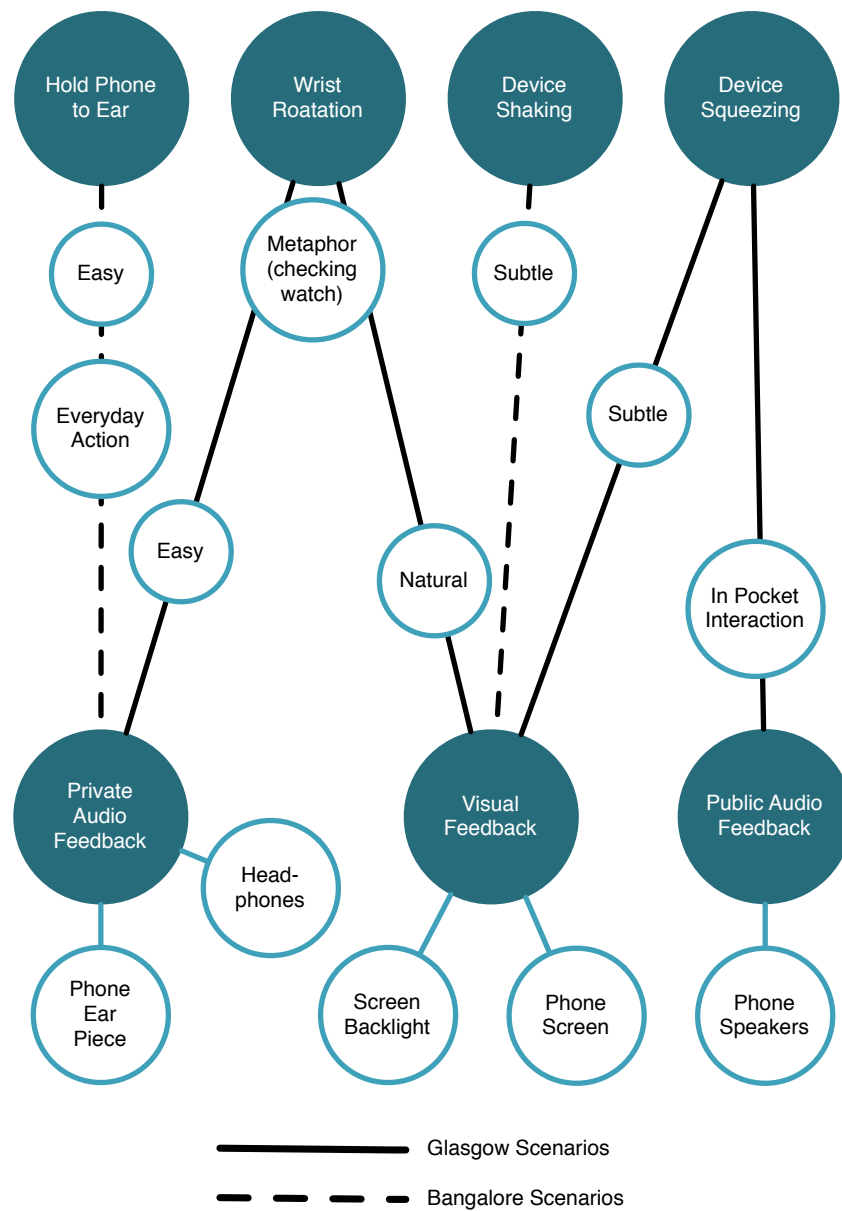 Hold Phone
to Ear
Wrist
Roatation
Device
Shaking
Device
Squeezing
Easy
Metaphor
(checking
watch)
Subtle
Everyday
Action
Subtle
Easy
Natural
In Pocket
Interaction
Private
Audio
Feedback
Visual
Feedback
Public Audio
Feedback
Head-
phones
Phone
Ear
Piece
Screen
Backlight
Phone
Screen
Phone
Speakers
Glasgow Scenarios
Bangalore Scenarios